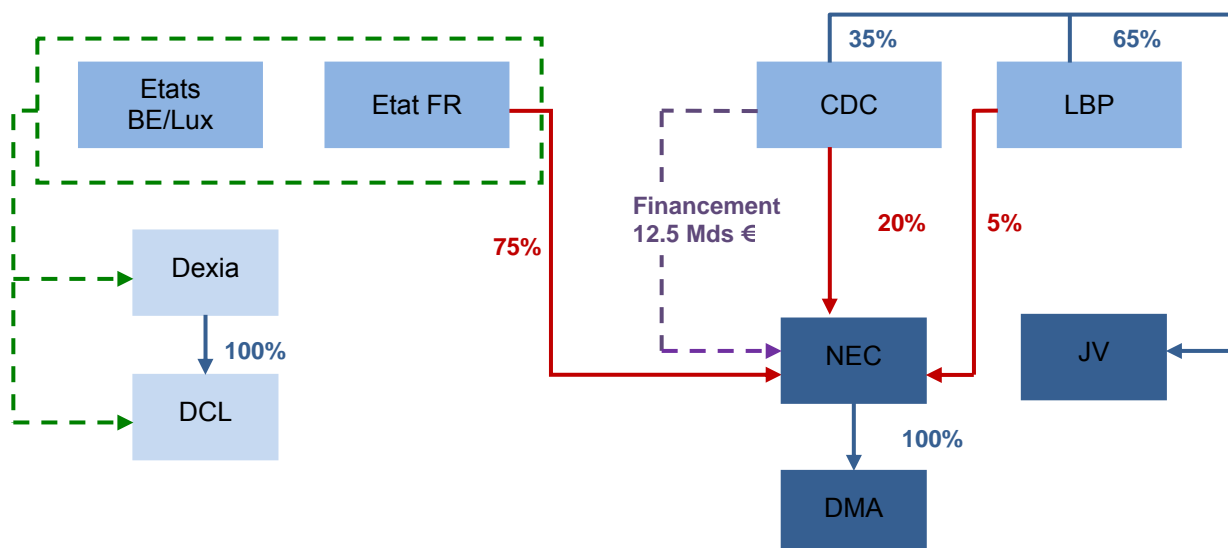 35%
65%
Etats
BE/Lux
Etat FR
CDC
LBP
Financement
12.5 Mds €
75%
20%
5%
Dexia
100%
NEC
JV
DCL
100%
DMA